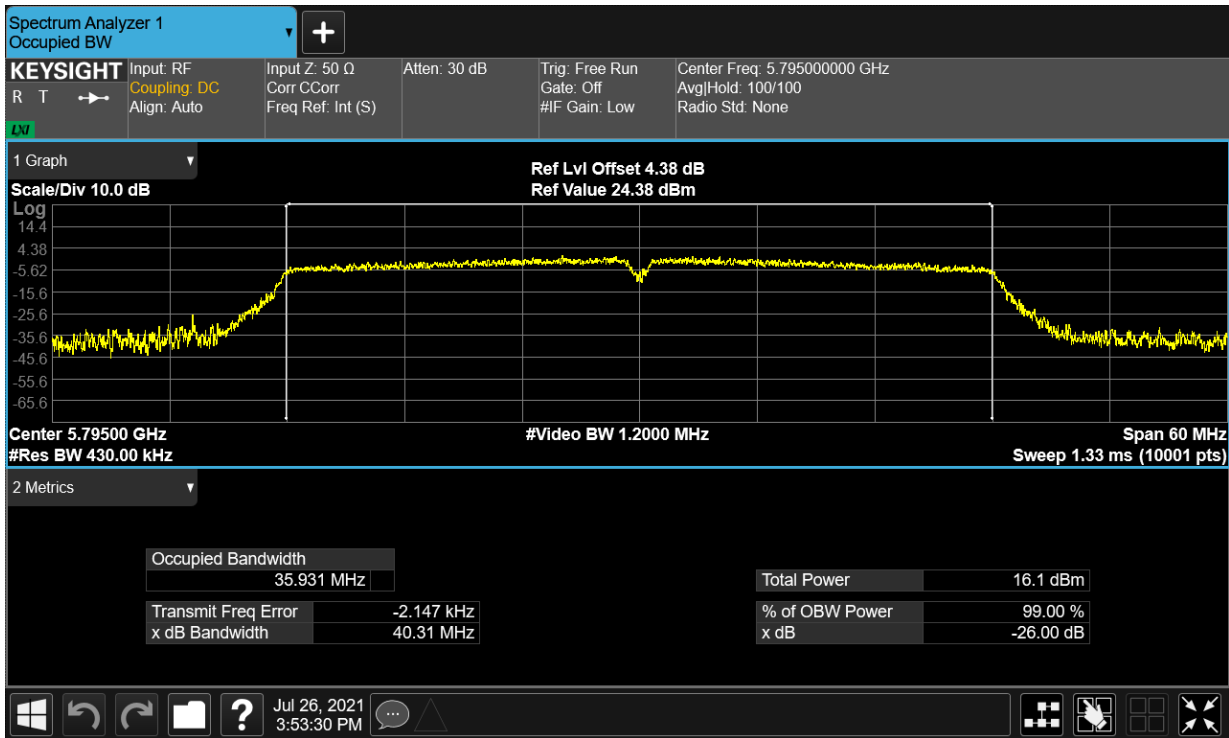 Spectrum Analyzer 1
Occupied BW
KEYSIGHT
R T
LXI
Input: RF
Coupling: DC
Align: Auto
Input Z: 50 Ω
Corr CCorr
Freq Ref: Int (S)
Atten: 30 dB
Trig: Free Run
Gate: Off
#IF Gain: Low
Center Freq: 5.795000000 GHz
Avg|Hold: 100/100
Radio Std: None
1 Graph
Scale/Div 10.0 dB
Ref Lvl Offset 4.38 dB
Ref Value 24.38 dBm
Log
14.4
4.38
-5.62
-15.6
-25.6
-35.6
-45.6
-55.6
-65.6
Center 5.79500 GHz
#Video BW 1.2000 MHz
Span 60 MHz
#Res BW 430.00 kHz
Sweep 1.33 ms (10001 pts)
2 Metrics
Occupied Bandwidth
35.931 MHz
Total Power 16.1 dBm
Transmit Freq Error -2.147 kHz
% of OBW Power 99.00 %
x dB Bandwidth 40.31 MHz
x dB -26.00 dB
?
Jul 26, 2021
3:53:30 PM